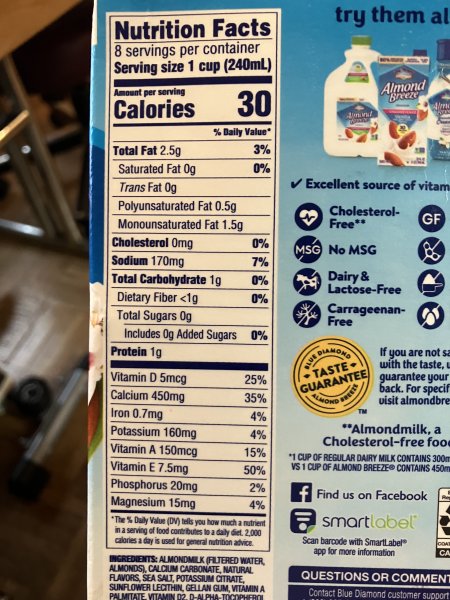 Nutrition Facts
8 servings per container
Serving size 1 cup (240mL)
Amount per serving
Calories 30
% Daily Value*
Total Fat 2.5g 3%
Saturated Fat 0g 0%
Trans Fat 0g
Polyunsaturated Fat 0.5g
Monounsaturated Fat 1.5g
Cholesterol 0mg 0%
Sodium 170mg 7%
Total Carbohydrate 1g 0%
Dietary Fiber <1g 0%
Total Sugars 0g
Includes 0g Added Sugars 0%
Protein 1g
Vitamin D 5mcg 25%
Calcium 450mg 35%
Iron 0.7mg 4%
Potassium 160mg 4%
Vitamin A 150mcg 15%
Vitamin E 7.5mg 50%
Phosphorus 20mg 2%
Magnesium 15mg 4%
*The % Daily Value (DV) tells you how much a nutrient
in a serving of food contributes to a daily diet. 2,000
calories a day is used for general nutrition advice.
INGREDIENTS: ALMONDMILK (FILTERED WATER,
ALMONDS), CALCIUM CARBONATE, NATURAL
FLAVORS, SEA SALT, POTASSIUM CITRATE,
SUNFLOWER LECITHIN, GELLAN GUM, VITAMIN A
PALMITATE, VITAMIN D2, D-ALPHA-TOCOPHEROL
try them al
Almond
Breeze
Almond
Breeze
✓ Excellent source of vitam
Cholesterol-
Free**
GF
MSG No MSG
Dairy &
Lactose-Free
Carrageenan-
Free
BLUE DIAMOND
TASTE
GUARANTEE
ALMOND BREEZE
TM
If you are not sa
with the taste, u
guarantee your
back. For specif
visit almondbre
**Almondmilk, a
Cholesterol-free foo
*1 CUP OF REGULAR DAIRY MILK CONTAINS 300m
VS 1 CUP OF ALMOND BREEZE® CONTAINS 450m
Find us on Facebook
smartlabel
Scan barcode with SmartLabel®
app for more information
COAT
CA
QUESTIONS OR COMMENT
Contact Blue Diamond customer support